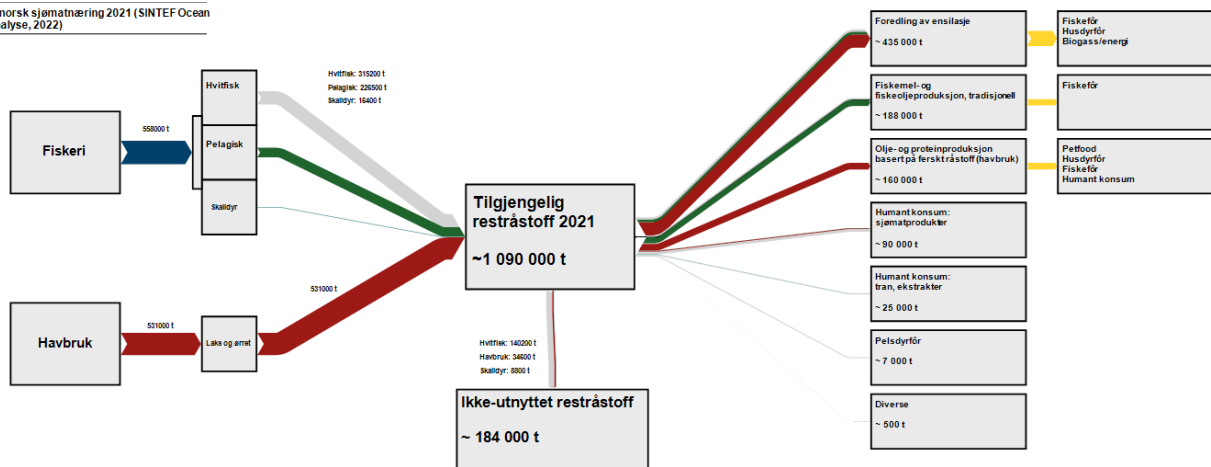 norsk sjømatnæring 2021 (SINTEF Ocean
alyse, 2022)
Fiskeri
558000 t
Hvitfisk
Pelagisk
Skalldyr
Hvitfisk: 315200 t
Pelagisk: 226500 t
Skalldyr: 16400 t
Havbruk
531000 t
Laks og ørret
531000 t
Tilgjengelig
restråstoff 2021
~1 090 000 t
Hvitfisk: 140200 t
Havbruk: 34600 t
Skalldyr: 8800 t
Ikke-utnyttet restråstoff
~ 184 000 t
Foredling av ensilasje
~ 435 000 t
Fiskefôr
Husdyrfôr
Biogass/energi
Fiskemel- og
fiskeoljeproduksjon, tradisjonell
~ 188 000 t
Fiskefôr
Olje- og proteinproduksjon
basert på ferskt råstoff (havbruk)
~ 160 000 t
Petfood
Husdyrfôr
Fiskefôr
Humant konsum
Humant konsum:
sjømatprodukter
~ 90 000 t
Humant konsum:
tran, ekstrakter
~ 25 000 t
Pelsdyrfôr
~ 7 000 t
Diverse
~ 500 t